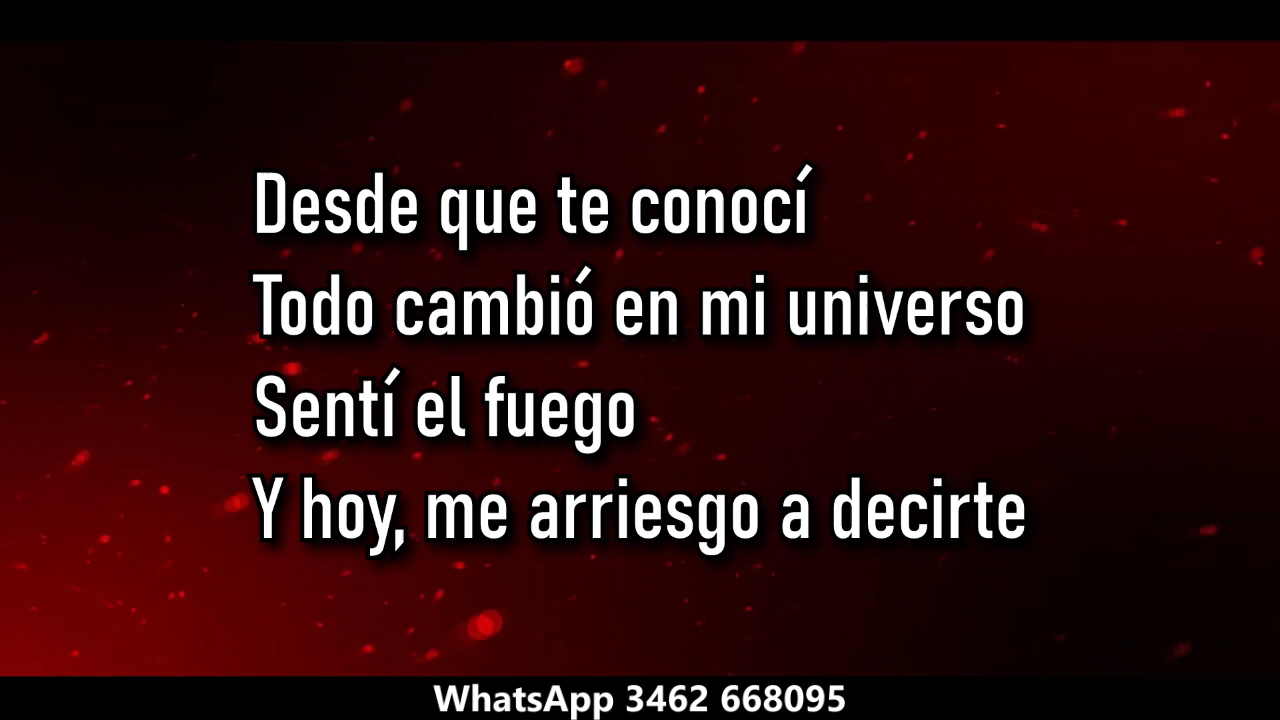 Desde que te conocí
Todo cambió en mi universo
Sentí el fuego
Y hoy, me arriesgo a decirte
WhatsApp 3462 668095